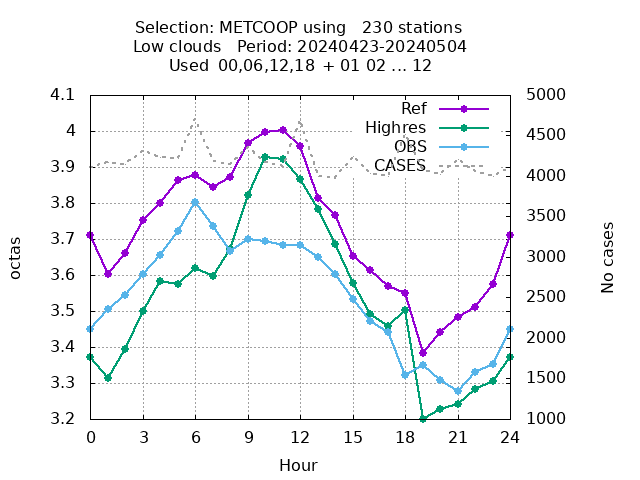 Selection: METCOOP using   230 stations
Low clouds   Period: 20240423-20240504
Used  00,06,12,18 + 01 02 ... 12
4.1
4
3.9
3.8
3.7
3.6
3.5
3.4
3.3
3.2
octas
Ref
Highres
OBS
CASES
5000
4500
4000
3500
3000
2500
2000
1500
1000
No cases
0 3 6 9 12 15 18 21 24
Hour